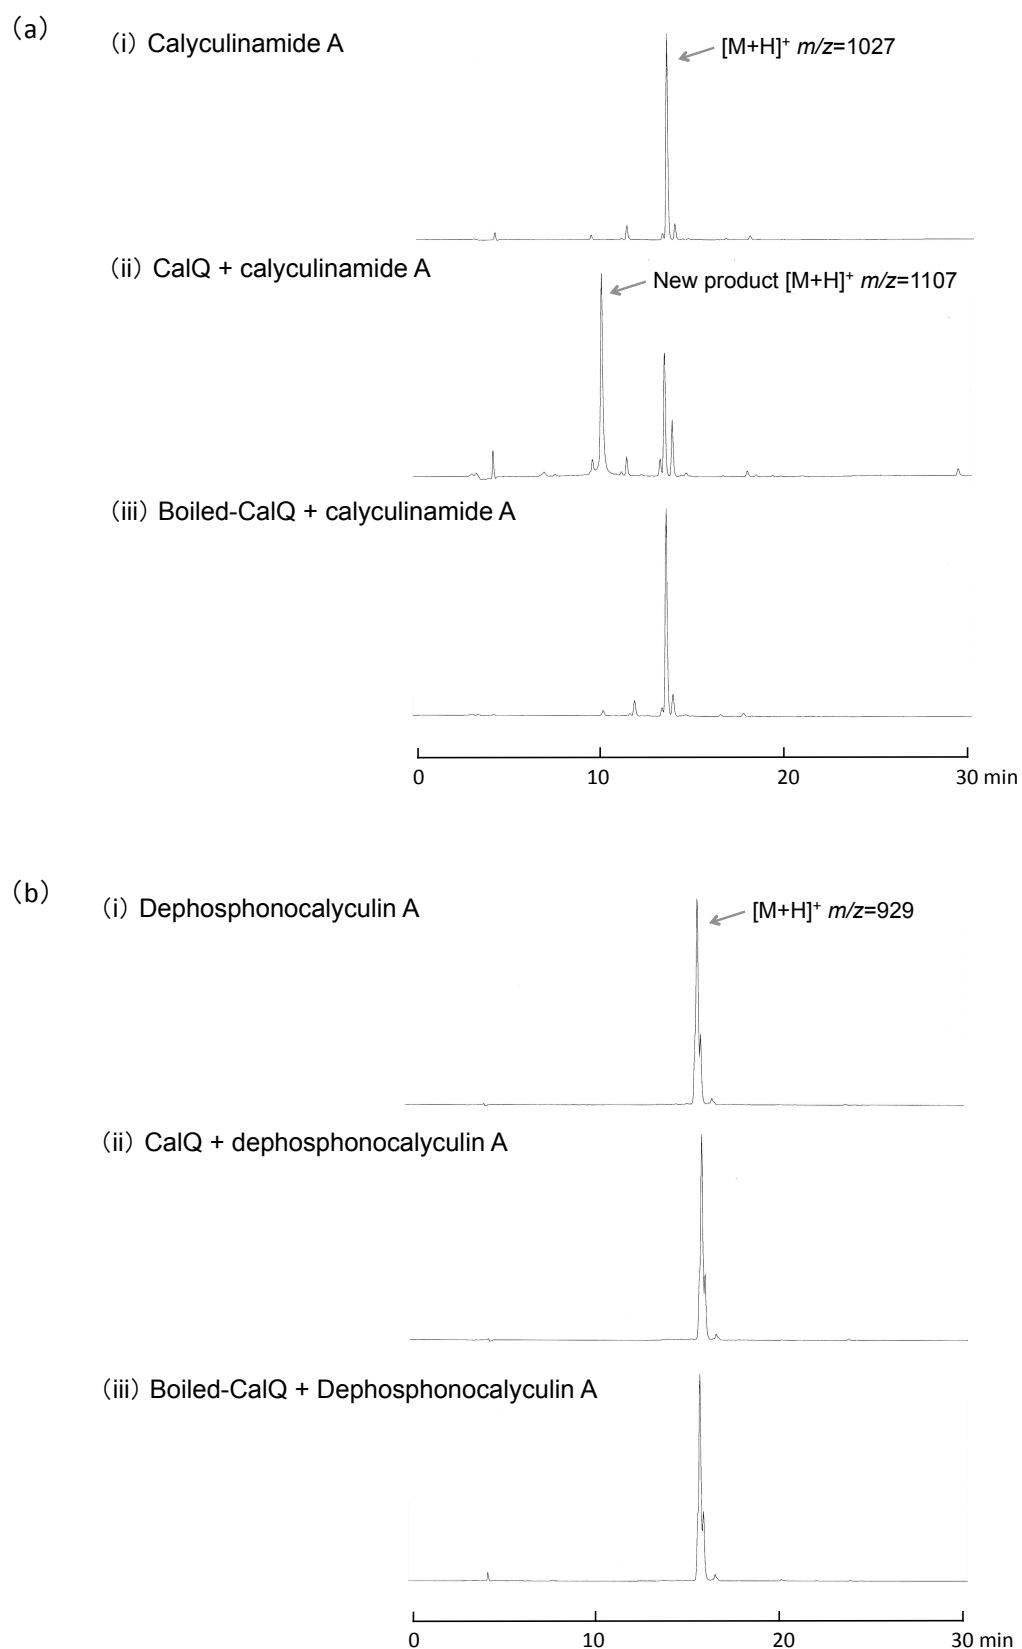 （a）
（i） Calyculinamide A
[M+H]⁺ m/z=1027
（ii） CalQ + calyculinamide A
New product [M+H]⁺ m/z=1107
（iii） Boiled-CalQ + calyculinamide A
0 10 20 30 min
（b）
（i） Dephosphonocalyculin A
[M+H]⁺ m/z=929
（ii） CalQ + dephosphonocalyculin A
（iii） Boiled-CalQ + Dephosphonocalyculin A
0 10 20 30 min